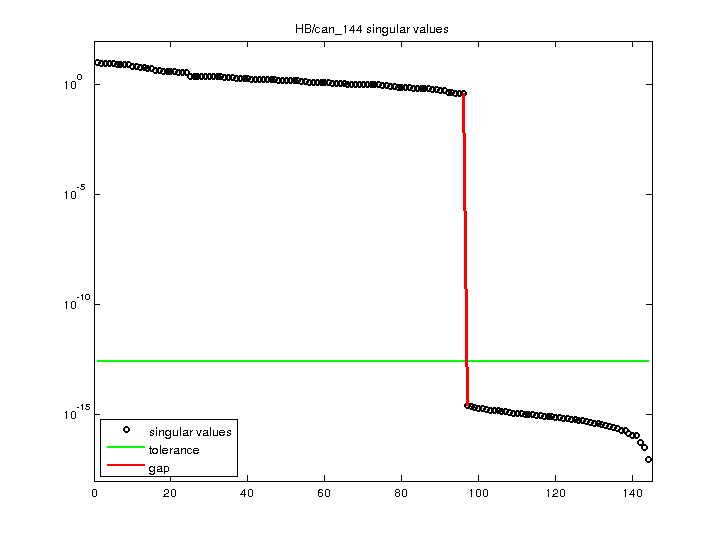 HB/can_144 singular values
10^0
10^-5
10^-10
10^-15
singular values
tolerance
gap
0 20 40 60 80 100 120 140